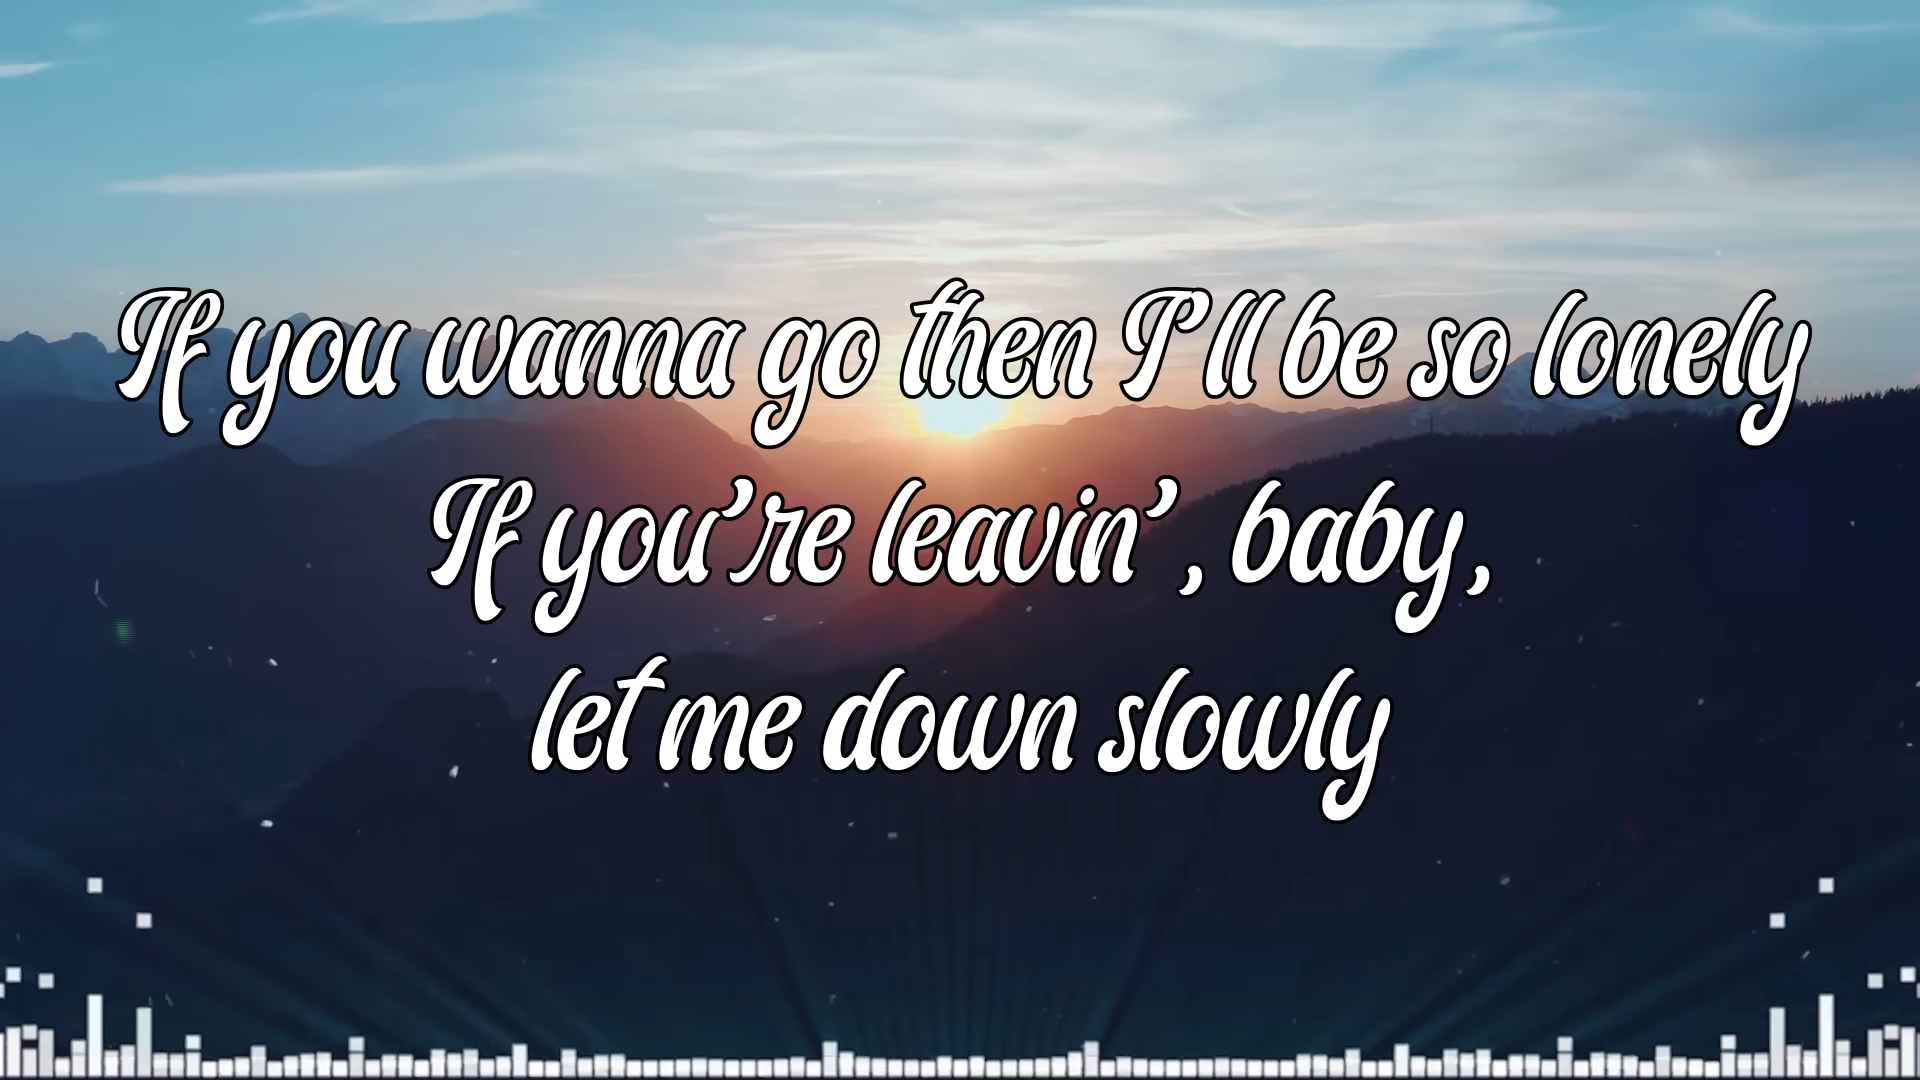 If you wanna go then I'll be so lonely
If you're leavin', baby,
let me down slowly